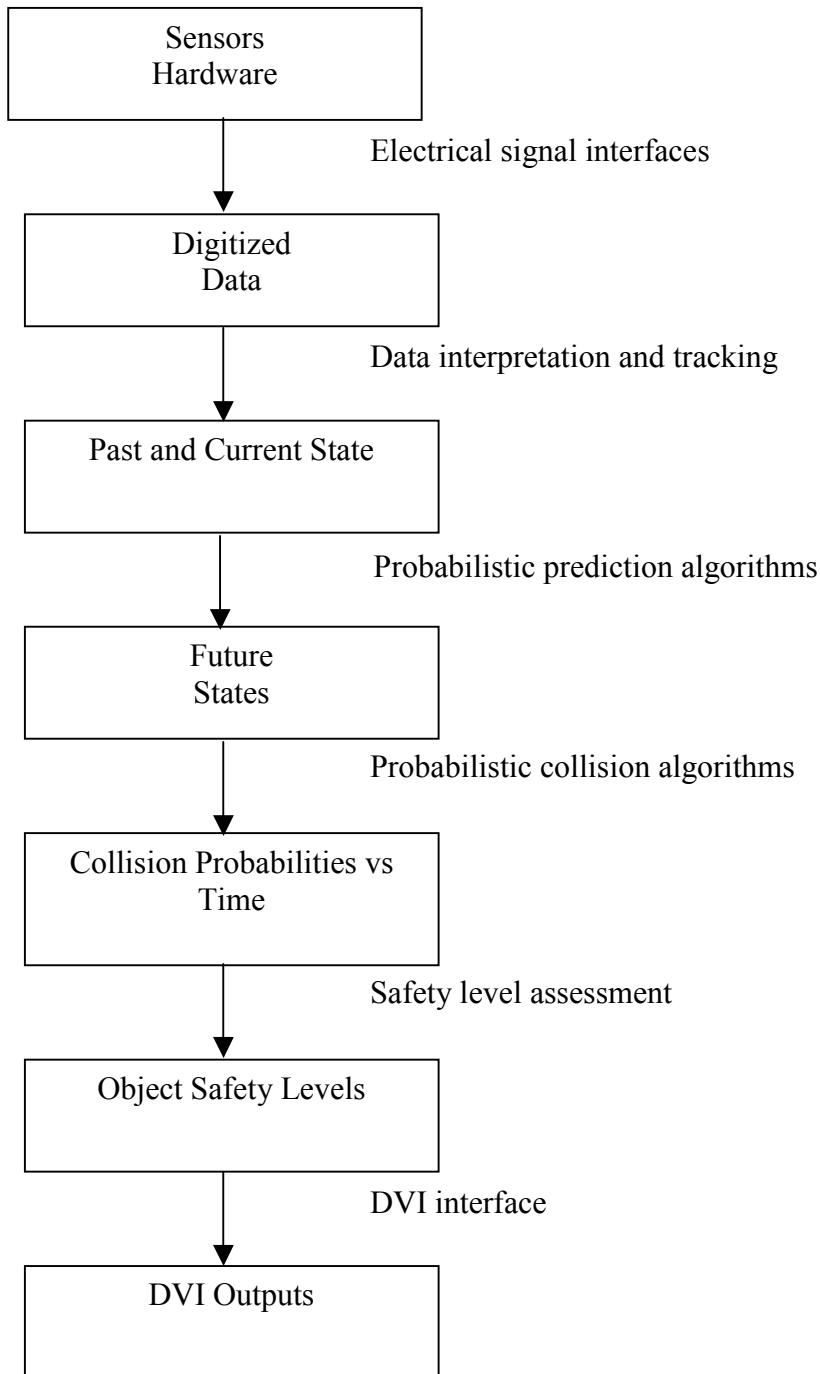 Sensors
Hardware
Electrical signal interfaces
Digitized
Data
Data interpretation and tracking
Past and Current State
Probabilistic prediction algorithms
Future
States
Probabilistic collision algorithms
Collision Probabilities vs
Time
Safety level assessment
Object Safety Levels
DVI interface
DVI Outputs